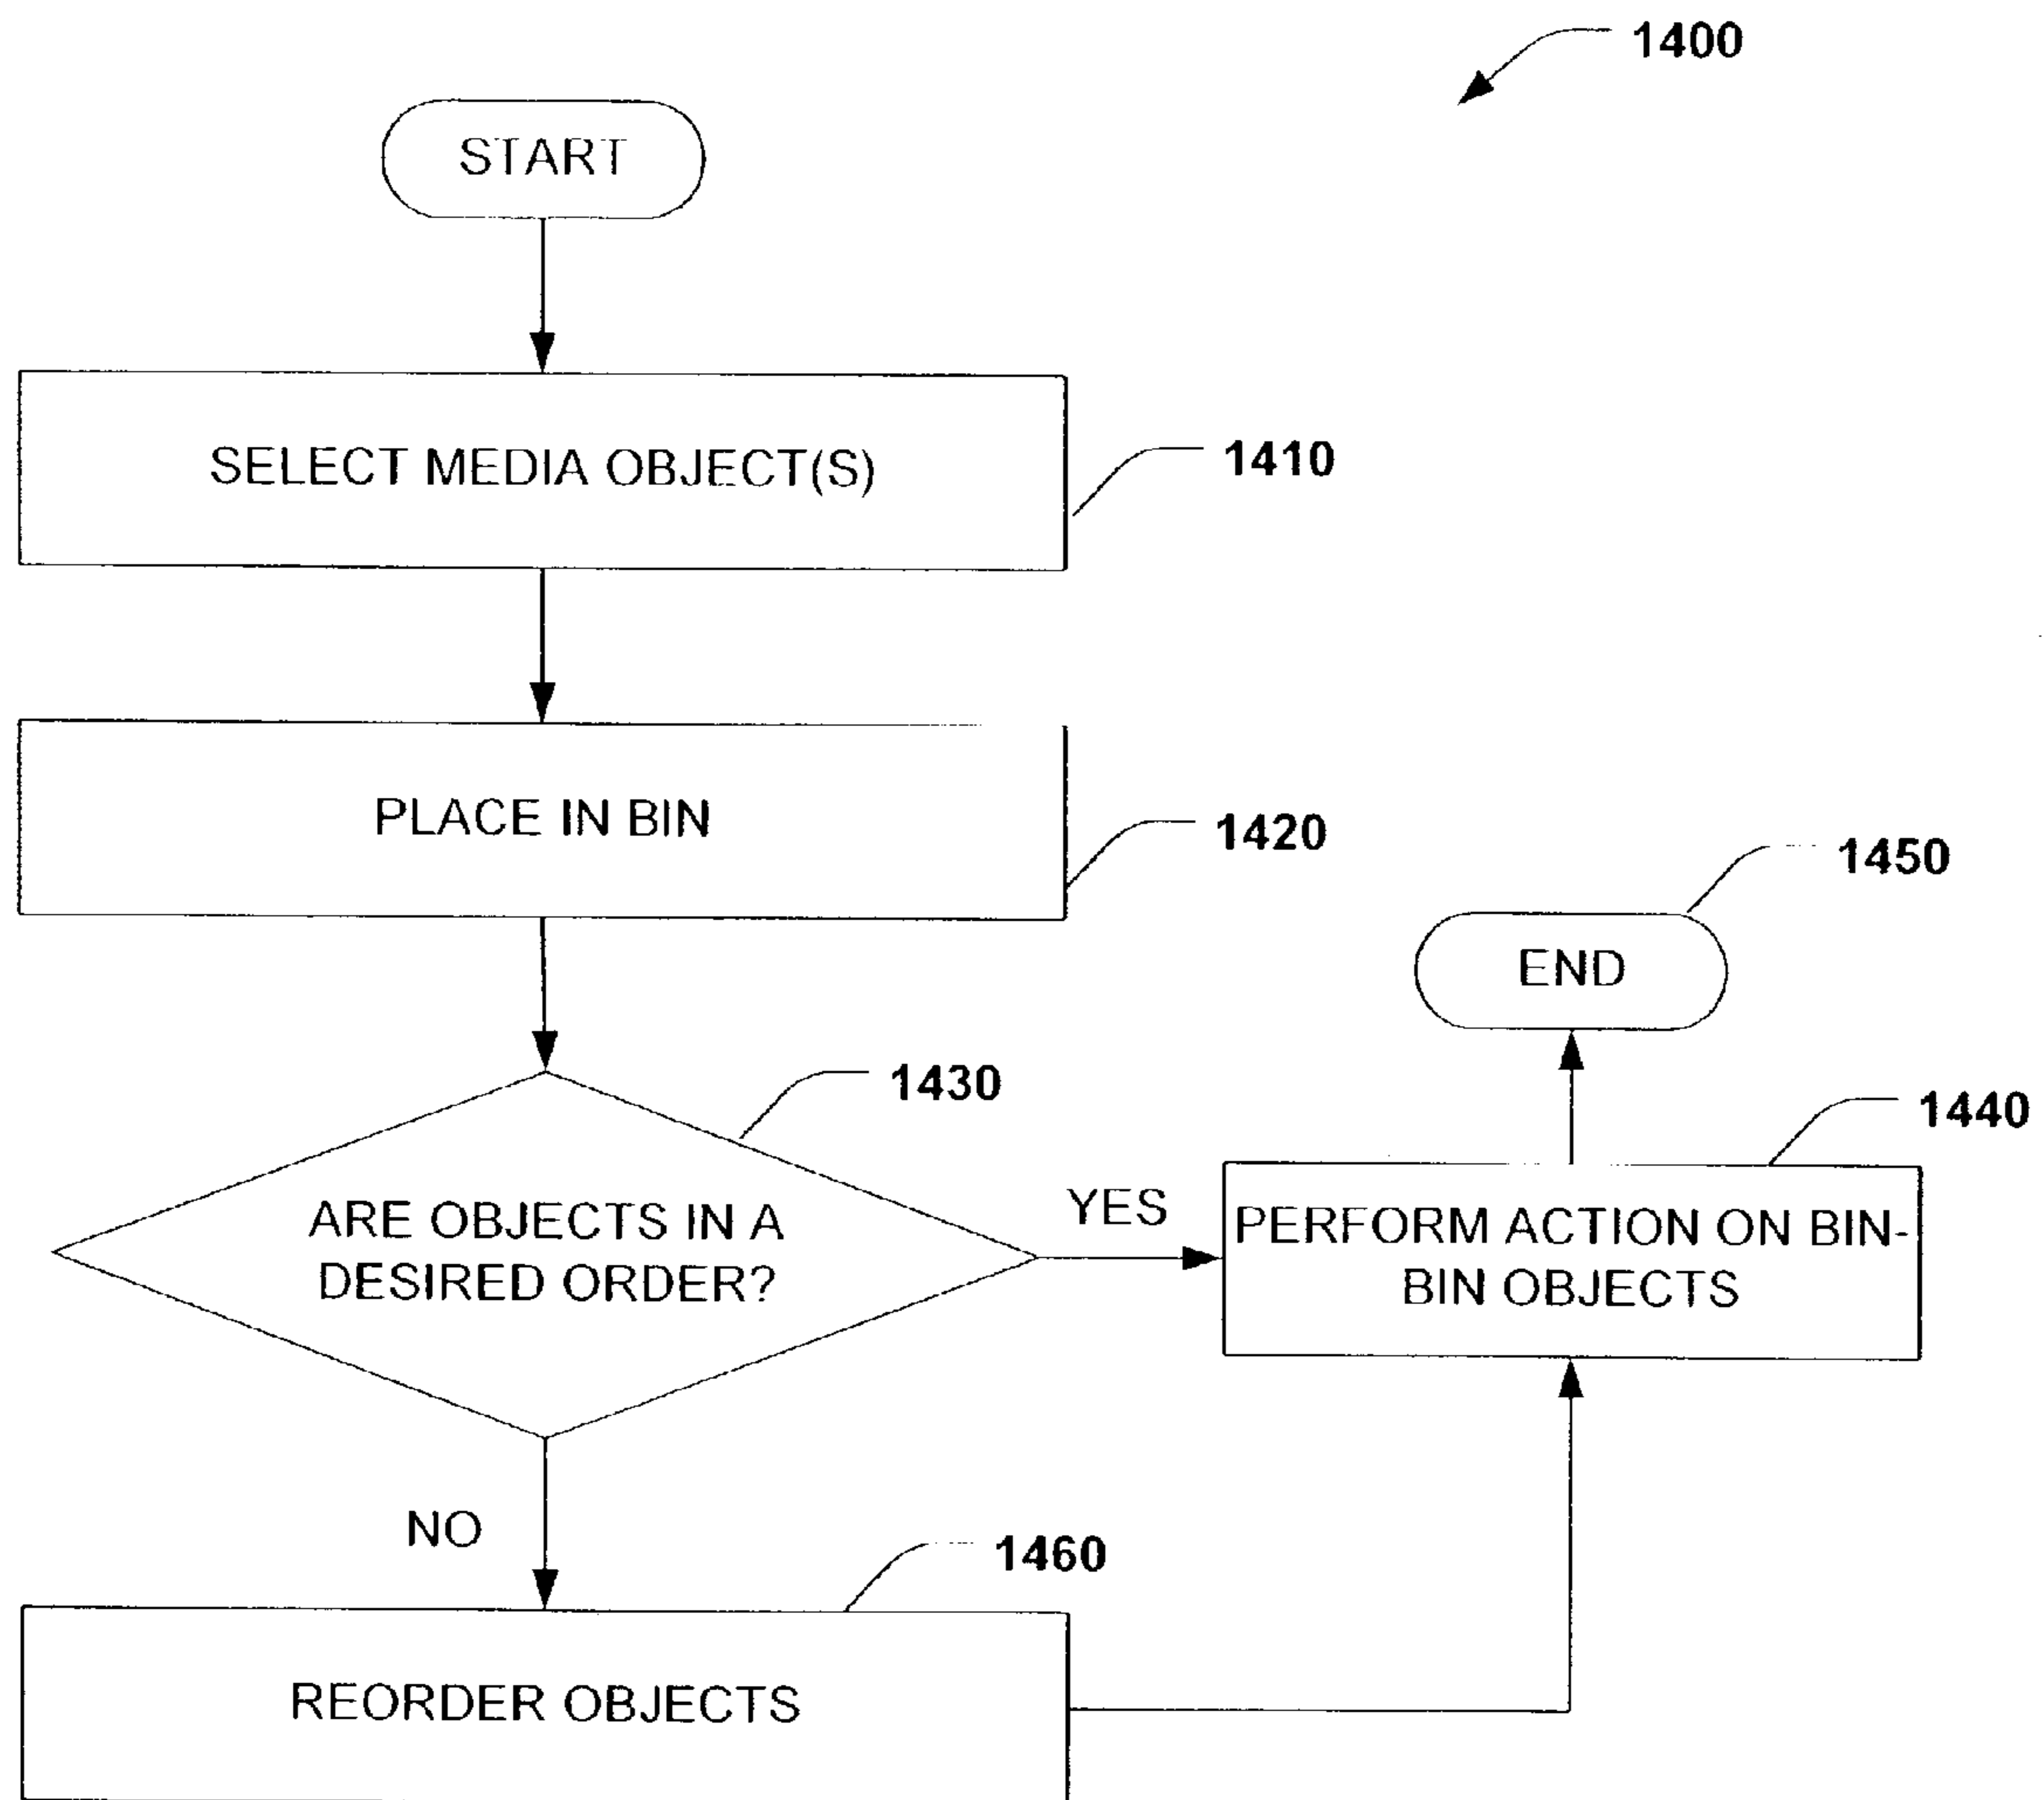 1400
START
SELECT MEDIA OBJECT(S)
1410
PLACE IN BIN
1420
1450
END
1430
1440
ARE OBJECTS IN A
DESIRED ORDER?
YES
PERFORM ACTION ON BIN-
BIN OBJECTS
NO
1460
REORDER OBJECTS